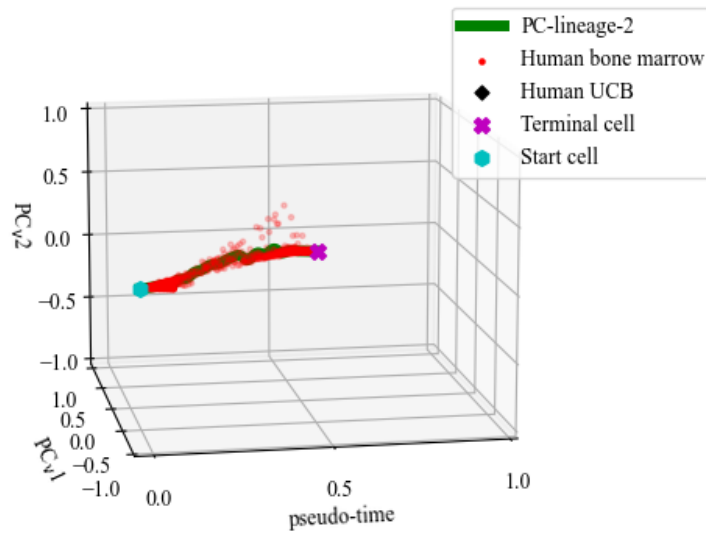 PC-lineage-2
Human bone marrow
Human UCB
Terminal cell
Start cell
1.0
0.5
0.0
−0.5
−1.0
PCv2
1.0
0.5
0.0
−0.5
−1.0
PCv1
0.0
0.5
1.0
pseudo-time